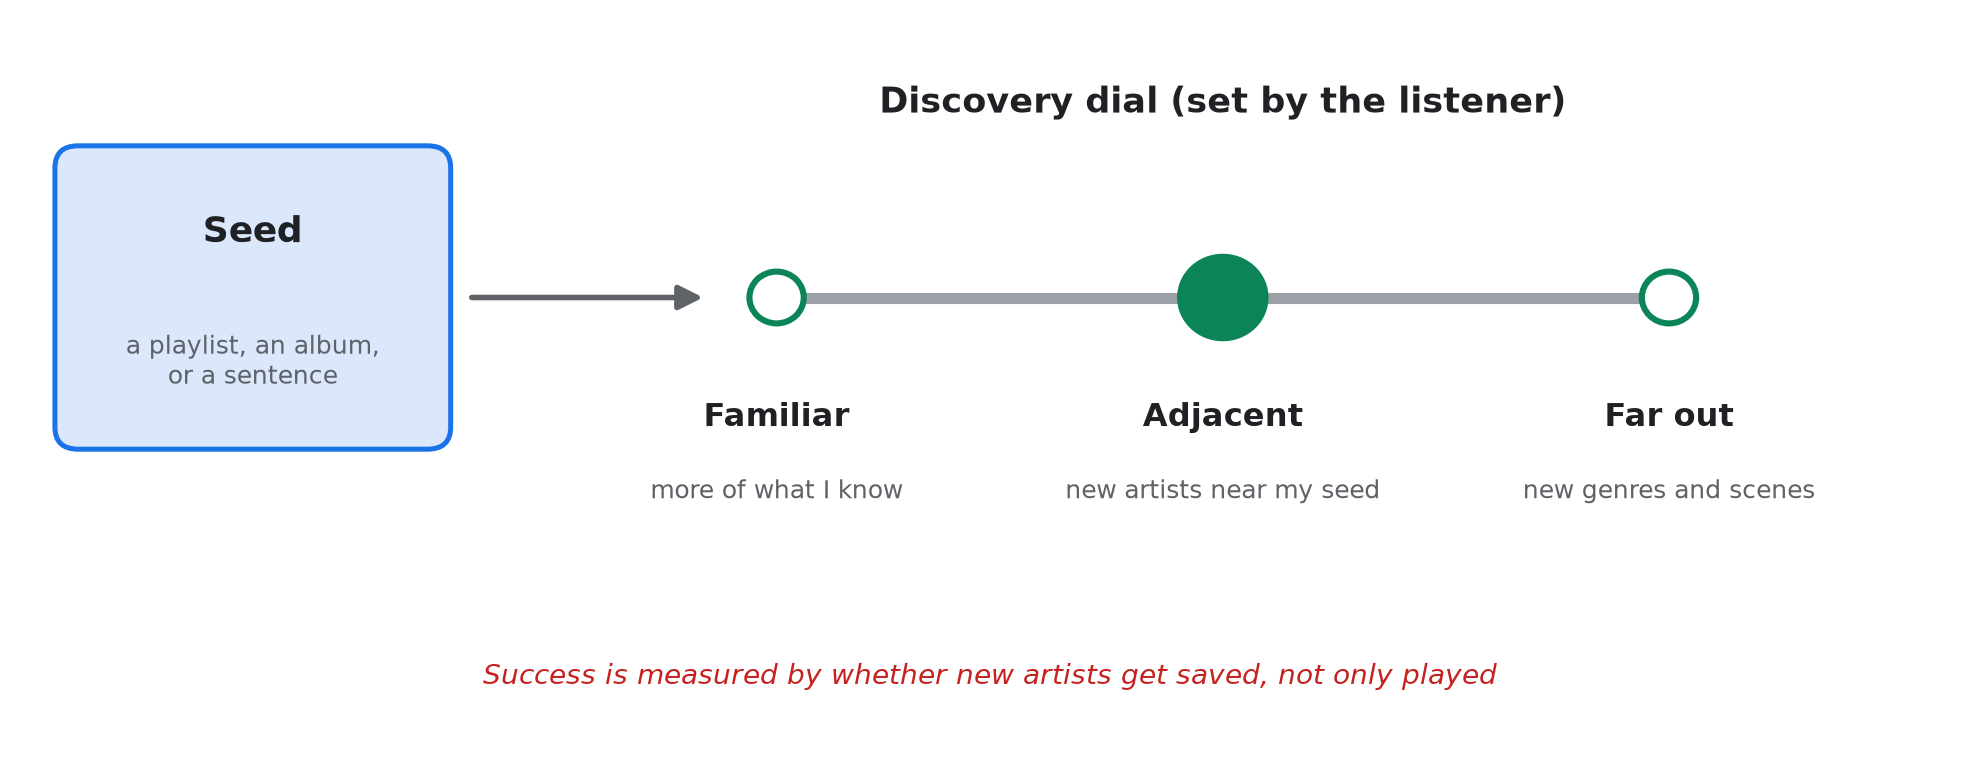 Discovery dial (set by the listener)
Seed
a playlist, an album,
or a sentence
Familiar
more of what I know
Adjacent
new artists near my seed
Far out
new genres and scenes
Success is measured by whether new artists get saved, not only played